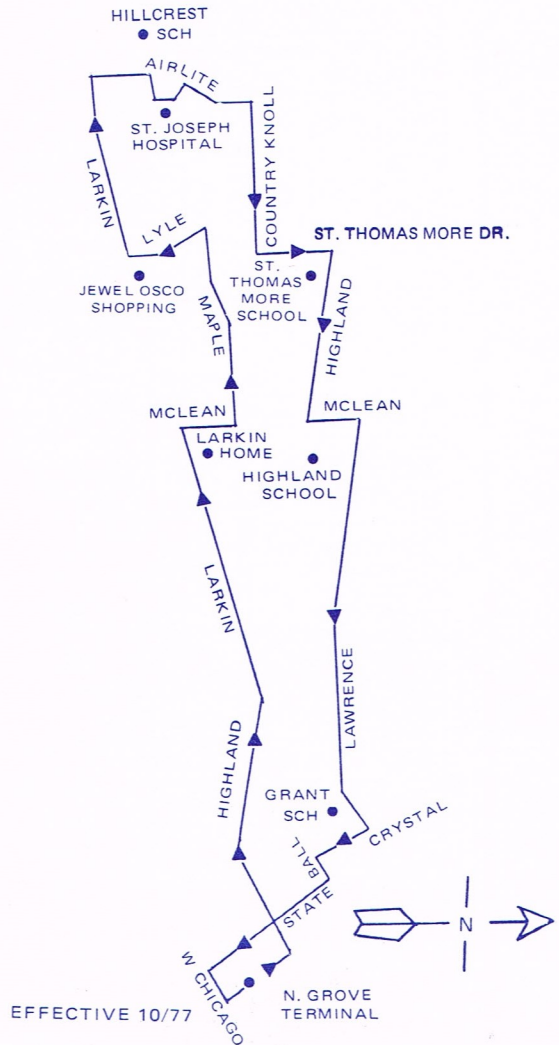 HILLCREST
SCH
AIRLITE
ST. JOSEPH
HOSPITAL
COUNTRY KNOLL
LARKIN
LYLE
ST. THOMAS MORE DR.
JEWEL OSCO
SHOPPING
ST.
THOMAS
MORE
SCHOOL
MAPLE
HIGHLAND
MCLEAN
MCLEAN
LARKIN
HOME
HIGHLAND
SCHOOL
LARKIN
LAWRENCE
HIGHLAND
GRANT
SCH
CRYSTAL
BALL
STATE
N
W CHICAGO
N. GROVE
TERMINAL
EFFECTIVE 10/77